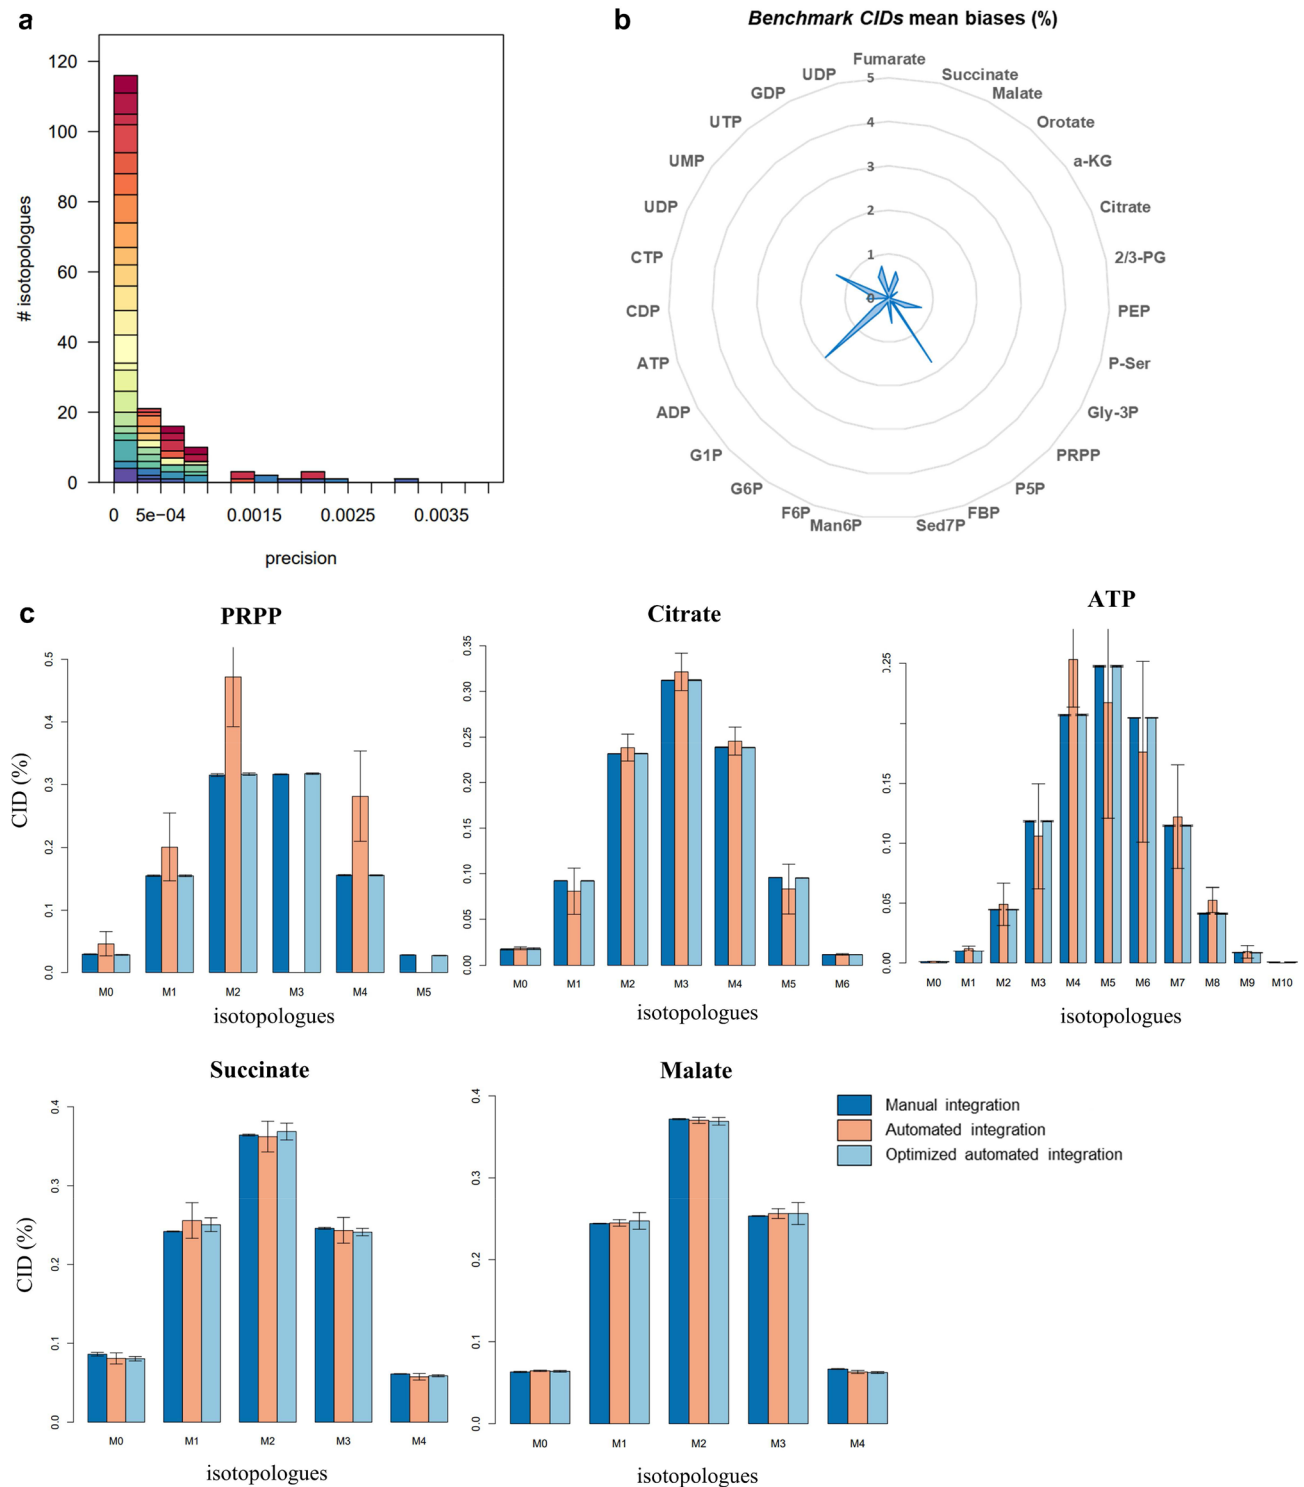 a
120
100
80
60
40
20
0
# isotopologues
0 5e−04 0.0015 0.0025 0.0035
precision
b
Benchmark CIDs mean biases (%)
Fumarate
Succinate
Malate
Orotate
a-KG
Citrate
2/3-PG
PEP
P-Ser
Gly-3P
PRPP
P5P
FBP
Sed7P
Man6P
F6P
G6P
G1P
ADP
ATP
CDP
CTP
UDP
UMP
UTP
GDP
UDP
5
4
3
2
1
0
c
PRPP
CID (%)
0.5
0.4
0.3
0.2
0.1
0.0
M0 M1 M2 M3 M4 M5
isotopologues
Citrate
0.35
0.30
0.25
0.20
0.15
0.10
0.05
0.00
M0 M1 M2 M3 M4 M5 M6
isotopologues
ATP
0.25
0.15
0.05
0.00
M0 M1 M2 M3 M4 M5 M6 M7 M8 M9 M10
isotopologues
Succinate
CID (%)
0.4
0.3
0.2
0.1
0.0
M0 M1 M2 M3 M4
isotopologues
Malate
0.4
0.3
0.2
0.1
0.0
M0 M1 M2 M3 M4
isotopologues
Manual integration
Automated integration
Optimized automated integration